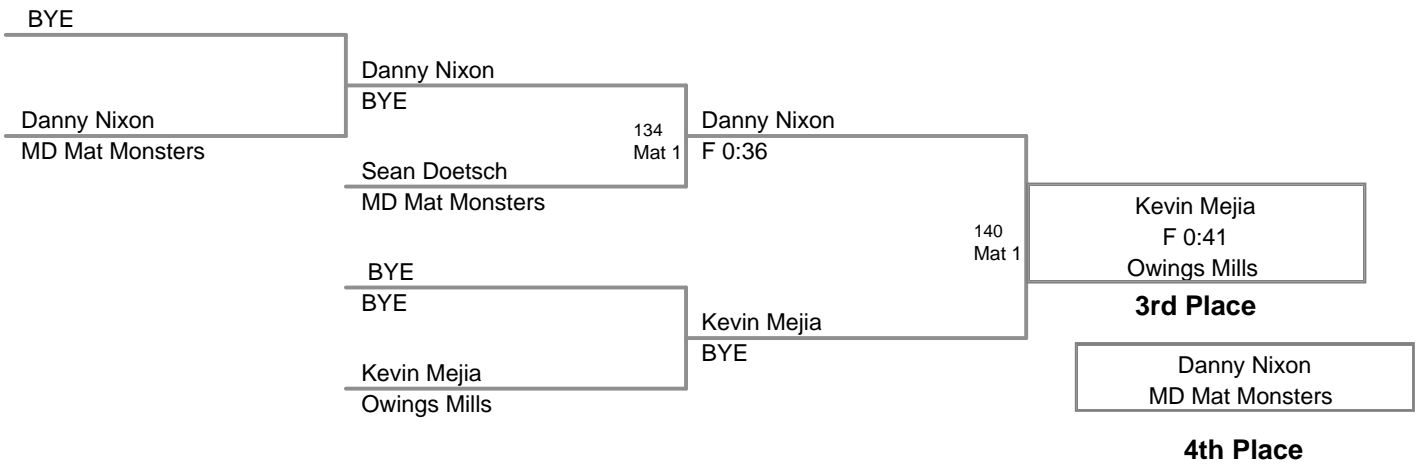 BYE
Danny Nixon
MD Mat Monsters
Danny Nixon
BYE
134
Mat 1
Sean Doetsch
MD Mat Monsters
Danny Nixon
F 0:36
BYE
BYE
Kevin Mejia
Owings Mills
Kevin Mejia
BYE
140
Mat 1
Kevin Mejia
F 0:41
Owings Mills
3rd Place
Danny Nixon
MD Mat Monsters
4th Place